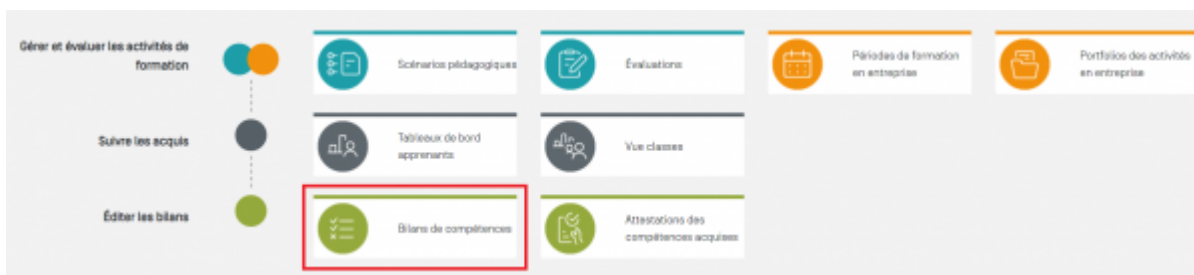 Gérer et évaluer les activités de
formation
Scénarios pédagogiques
Évaluations
Périodes de formation
en entreprise
Portfolios des activités
en entreprise
Suivre les acquis
Tableaux de bord
apprenants
Vue classes
Éditer les bilans
Bilans de compétences
Attestations des
compétences acquises